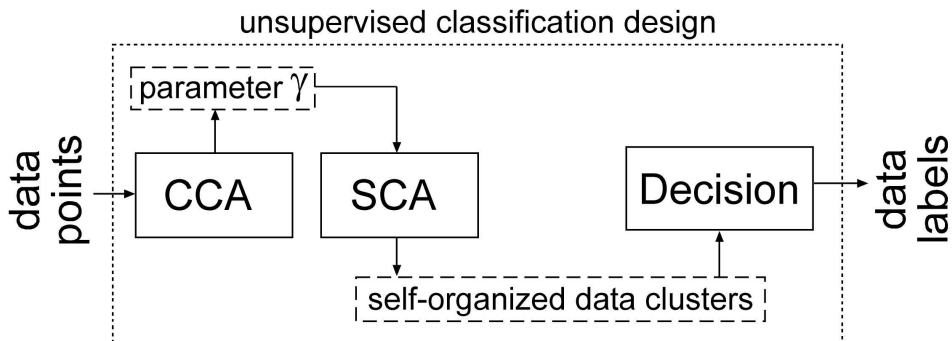 unsupervised classification design
parameter γ
data
points
CCA
SCA
Decision
data
labels
self-organized data clusters